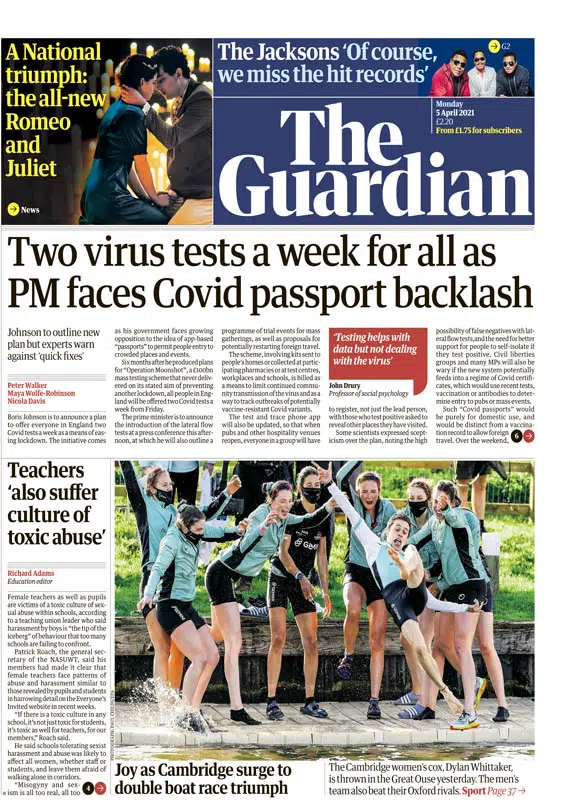 A National
triumph:
the all-new
Romeo
and
Juliet
News
The Jacksons ‘Of course,
we miss the hit records’
G2
Monday
5 April 2021
£2.20
From £1.75 for subscribers
The
Guardian
Two virus tests a week for all as
PM faces Covid passport backlash
Johnson to outline new
plan but experts warn
against ‘quick fixes’
Peter Walker
Maya Wolfe-Robinson
Nicola Davis
Boris Johnson is to announce a plan
to offer everyone in England two
Covid tests a week as a means of eas-
ing lockdown. The initiative comes
as his government faces growing
opposition to the idea of app-based
“passports” to permit people entry to
crowded places and events.
Six months after he produced plans
for “Operation Moonshot”, a £100bn
mass testing scheme that never deliv-
ered on its stated aim of preventing
another lockdown, all people in Eng-
land will be offered two Covid tests a
week from Friday.
The prime minister is to announce
the introduction of the lateral flow
tests at a press conference this after-
noon, at which he will also outline a
programme of trial events for mass
gatherings, as well as proposals for
potentially restarting foreign travel.
The scheme, involving kits sent to
people’s homes or collected at partic-
ipating pharmacies or at test centres,
workplaces and schools, is billed as
a means to limit continued commu-
nity transmission of the virus and as a
way to track outbreaks of potentially
vaccine-resistant Covid variants.
The test and trace phone app
will also be updated, so that when
pubs and other hospitality venues
reopen, everyone in a group will have
‘Testing helps with
data but not dealing
with the virus’
John Drury
Professor of social psychology
to register, not just the lead person,
with those who test positive asked to
reveal other places they have visited.
Some scientists expressed scep-
ticism over the plan, noting the high
possibility of false negatives with lat-
eral flow tests, and the need for better
support for people to self-isolate if
they test positive. Civil liberties
groups and many MPs will also be
wary if the new system potentially
feeds into a regime of Covid certifi-
cates, which would use recent tests,
vaccination or antibodies to deter-
mine entry to pubs or mass events.
Such “Covid passports” would
be purely for domestic use, and
would be distinct from a vaccina-
tion record to allow foreign
travel. Over the weekend,
6
Teachers
‘also suffer
culture of
toxic abuse’
Richard Adams
Education editor
Female teachers as well as pupils
are victims of a toxic culture of sex-
ual abuse within schools, according
to a teaching union leader who said
harassment by boys is “the tip of the
iceberg” of behaviour that too many
schools are failing to confront.
Patrick Roach, the general sec-
retary of the NASUWT, said his
members had made it clear that
female teachers face patterns of
abuse and harassment similar to
those revealed by pupils and students
in harrowing detail on the Everyone’s
Invited website in recent weeks.
“If there is a toxic culture in any
school, it’s not just toxic for students,
it’s toxic as well for teachers, for our
members,” Roach said.
He said schools tolerating sexist
harassment and abuse was likely to
affect all women, whether staff or
students, and leave them afraid of
walking alone in corridors.
“Misogyny and sex-
ism is all too real, all too
4
Joy as Cambridge surge to
double boat race triumph
The Cambridge women’s cox, Dylan Whittaker,
is thrown in the Great Ouse yesterday. The men’s
team also beat their Oxford rivals. Sport Page 37